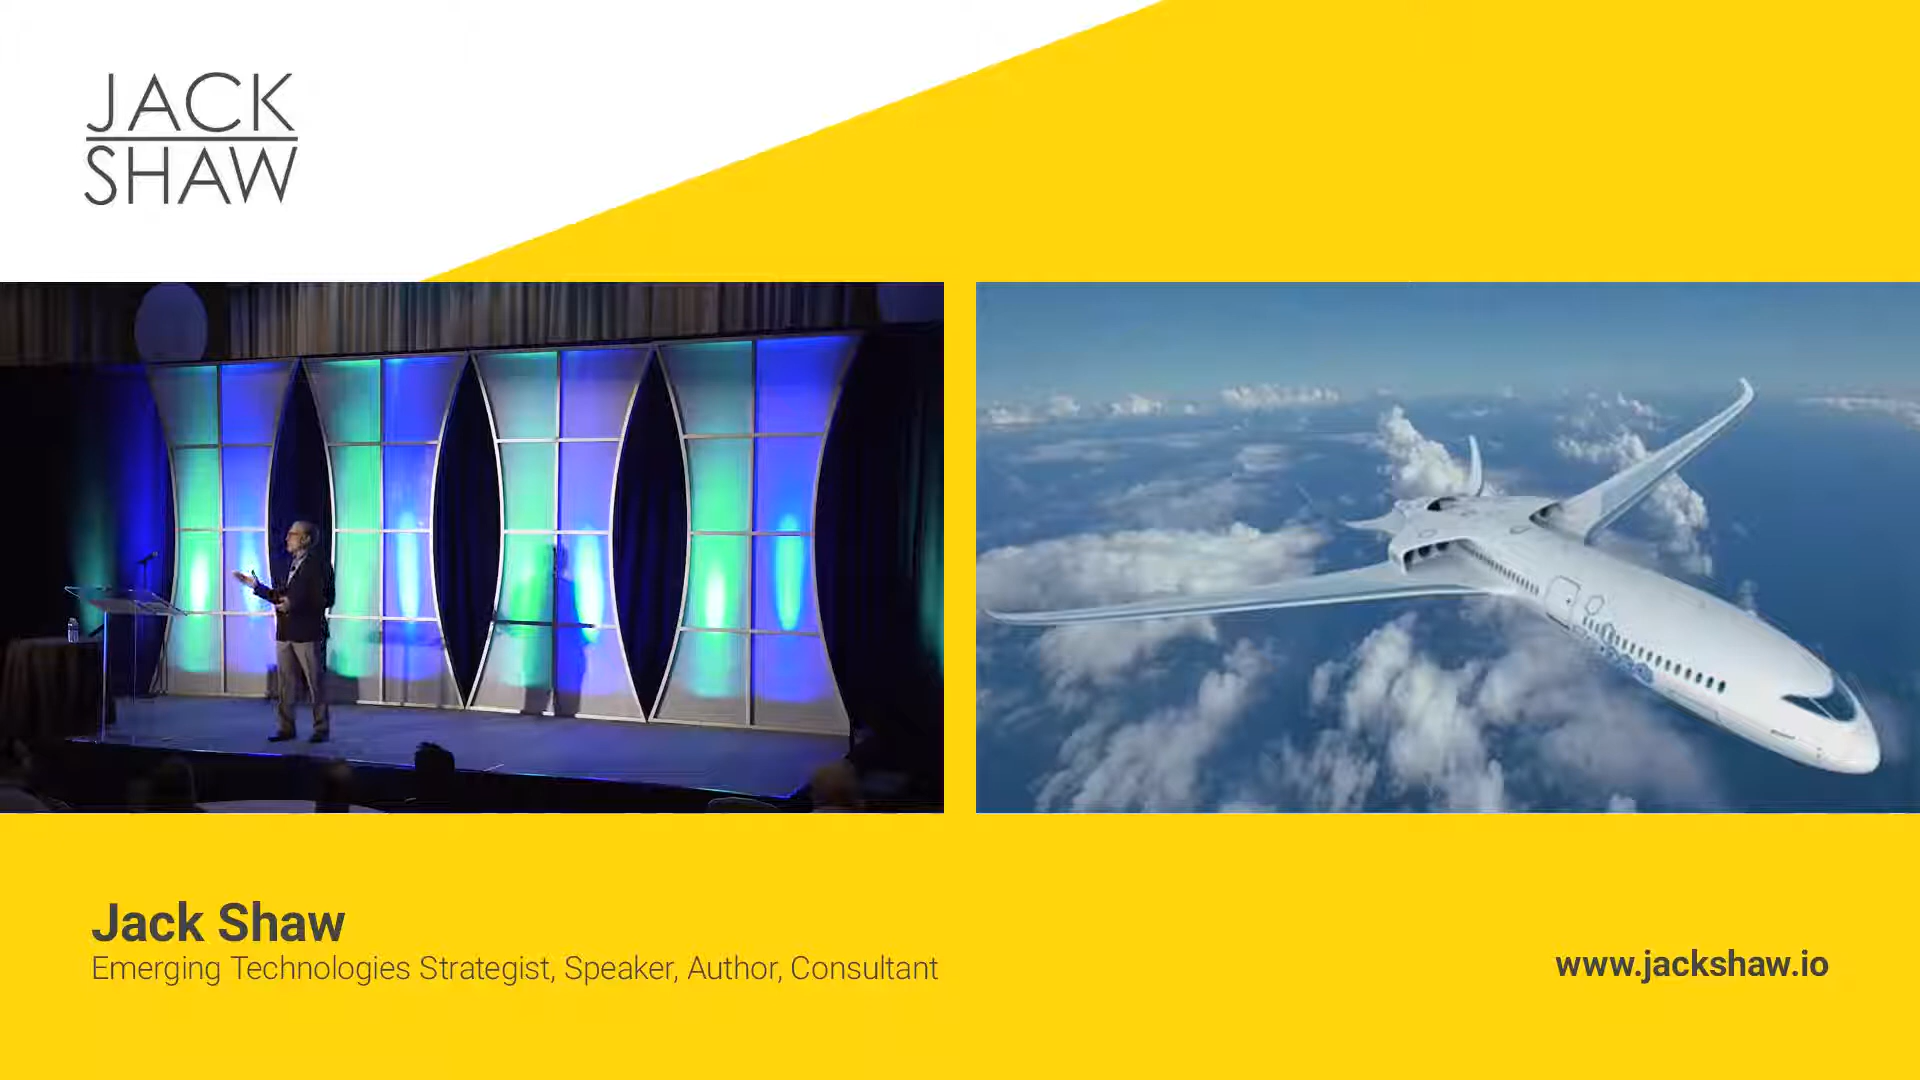 JACK
SHAW
Jack Shaw
Emerging Technologies Strategist, Speaker, Author, Consultant
www.jackshaw.io